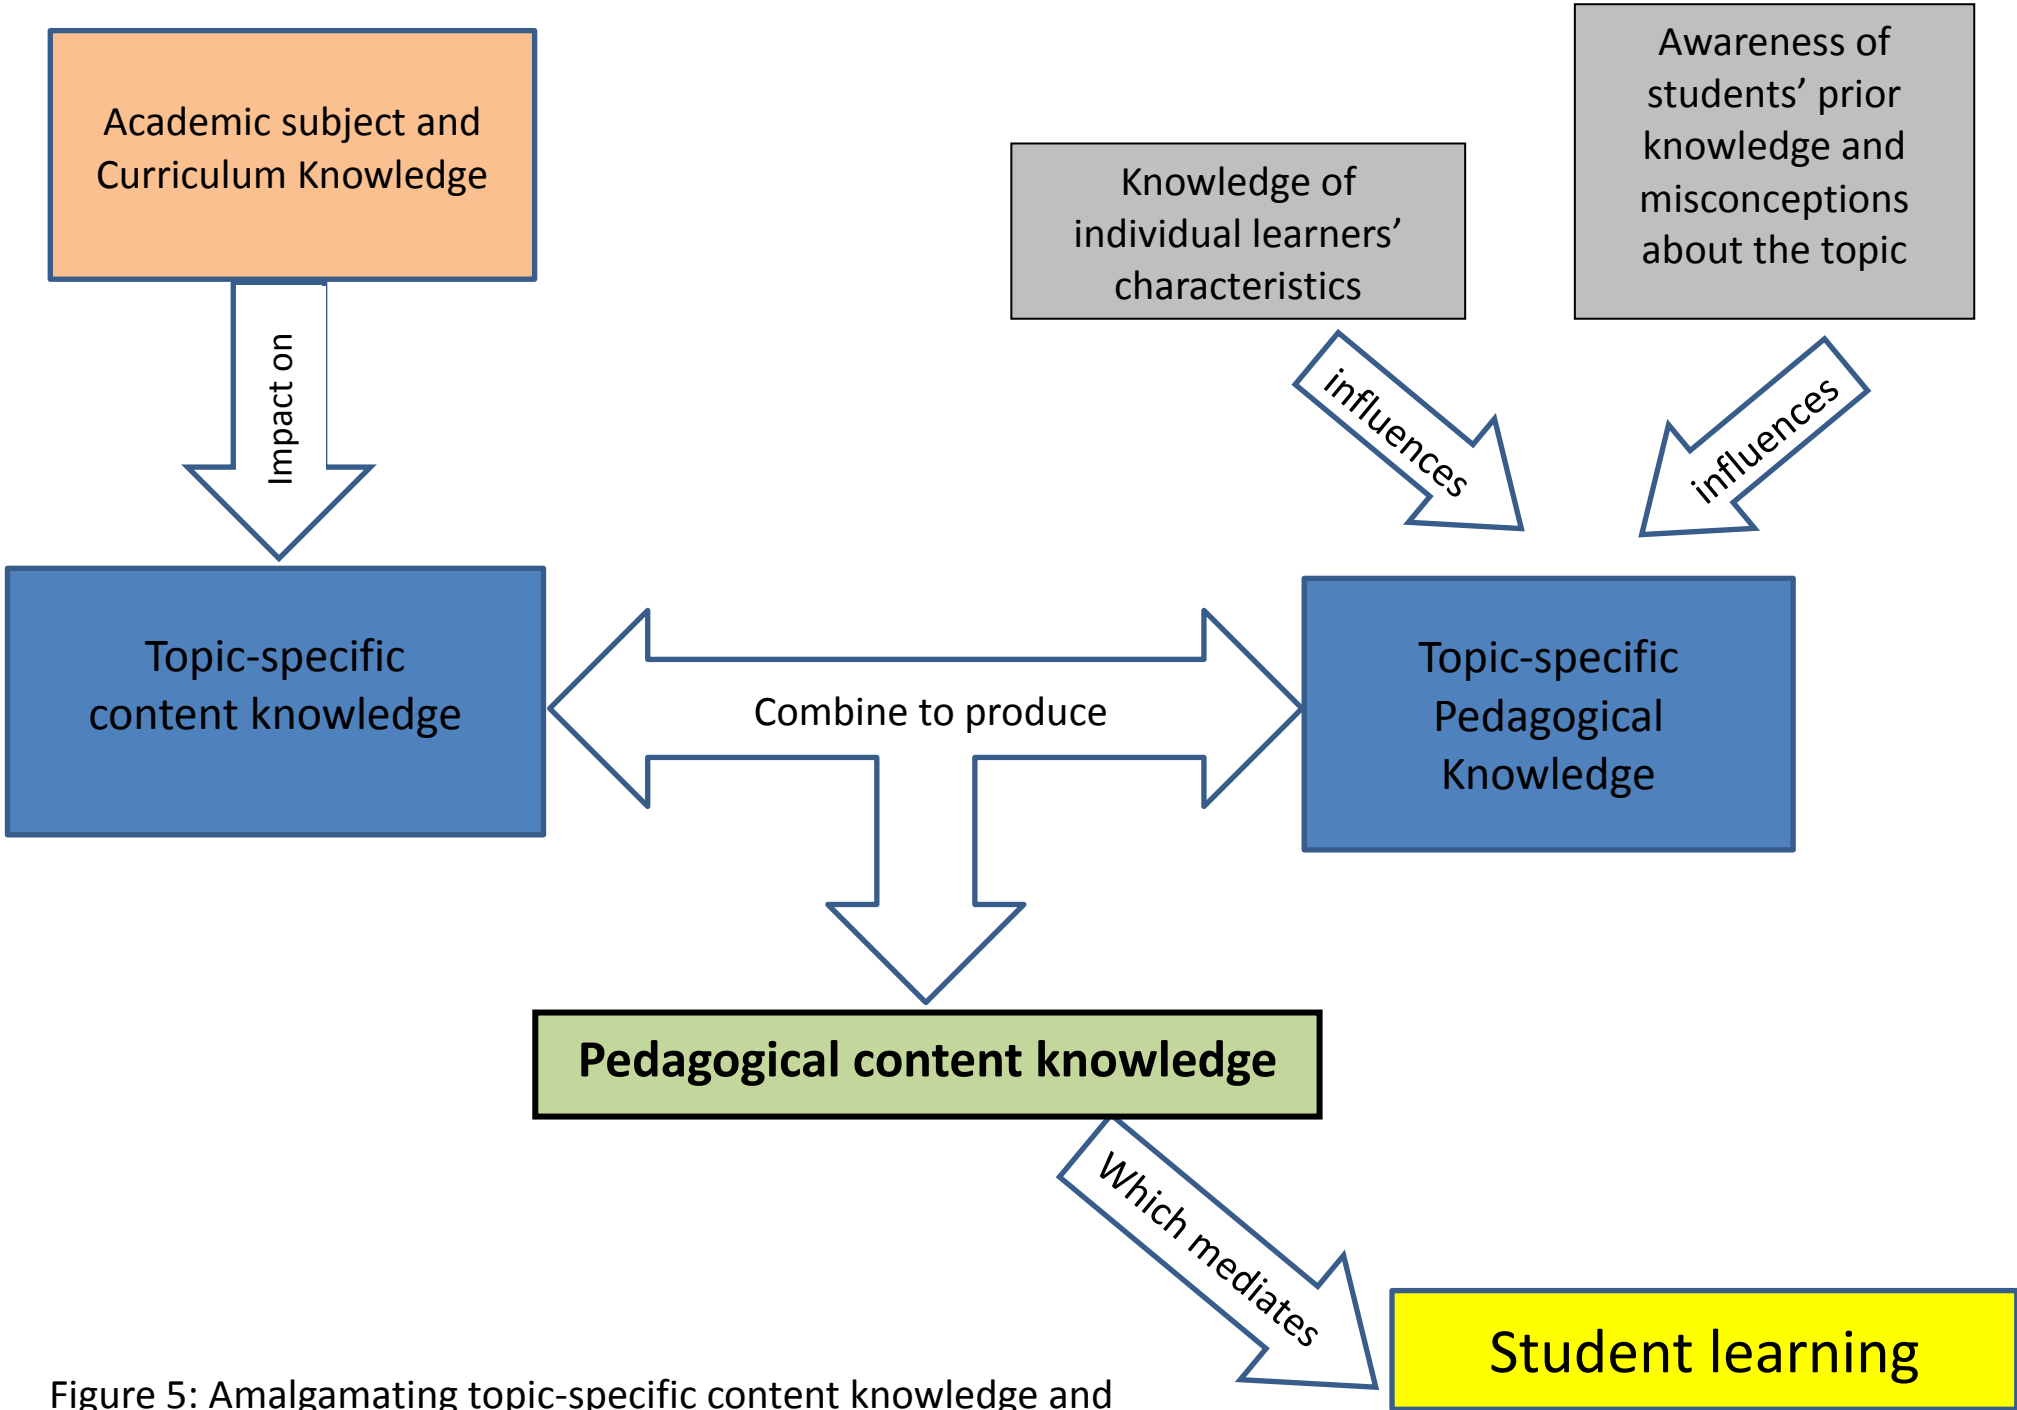 Academic subject and
Curriculum Knowledge
Knowledge of
individual learners’
characteristics
Awareness of
students’ prior
knowledge and
misconceptions
about the topic
Impact on
influences
influences
Topic-specific
content knowledge
Combine to produce
Topic-specific
Pedagogical
Knowledge
Pedagogical content knowledge
Which mediates
Student learning
Figure 5: Amalgamating topic-specific content knowledge and